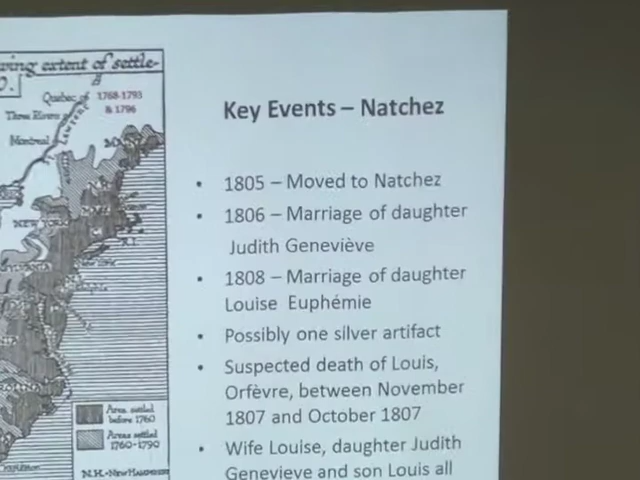 wing extent of settle-
Quebec
1768-1793
& 1796
Three Rivers
Montreal
NEW YORK
Area settled
before 1760
Areas settled
1760-1790
N.H.-NEW HAMPSHIRE
Key Events – Natchez
• 1805 – Moved to Natchez
• 1806 – Marriage of daughter
Judith Geneviève
• 1808 – Marriage of daughter
Louise Euphémie
• Possibly one silver artifact
• Suspected death of Louis,
Orfèvre, between November
1807 and October 1807
• Wife Louise, daughter Judith
Genevieve and son Louis all